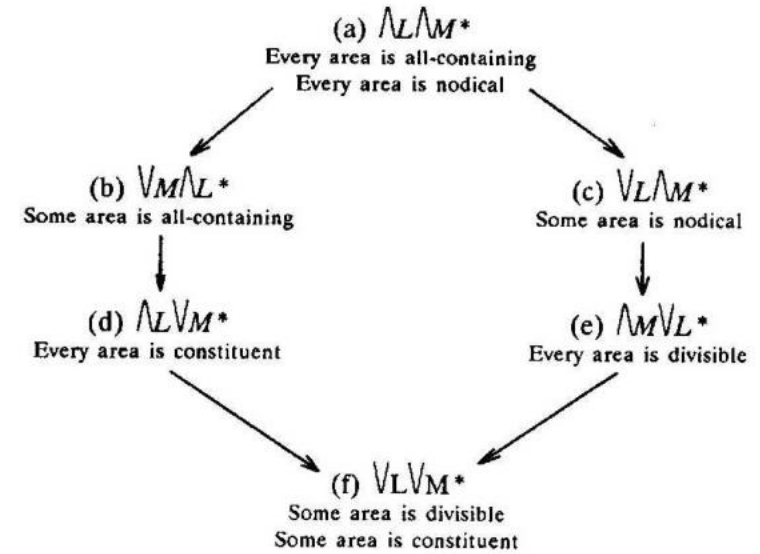 (a) ⋀L⋀M*
Every area is all-containing
Every area is nodical
(b) ⋁M⋀L*
Some area is all-containing
(c) ⋁L⋀M*
Some area is nodical
(d) ⋀L⋁M*
Every area is constituent
(e) ⋀M⋁L*
Every area is divisible
(f) ⋁L⋁M*
Some area is divisible
Some area is constituent